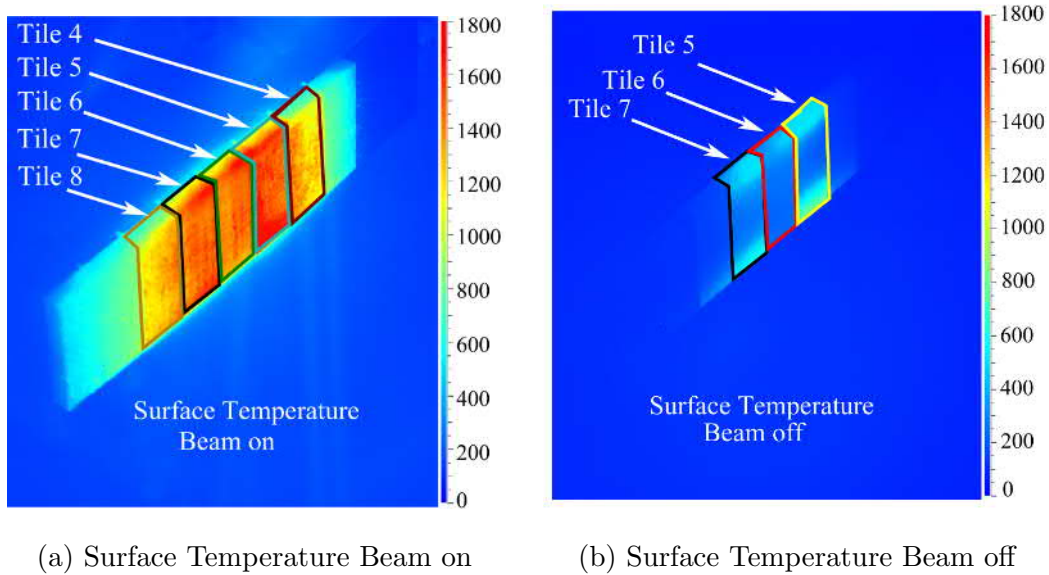 Tile 4
Tile 5
Tile 6
Tile 7
Tile 8
Surface Temperature
Beam on
1800
1600
1400
1200
1000
800
600
400
200
0
Tile 5
Tile 6
Tile 7
Surface Temperature
Beam off
1800
1600
1400
1200
1000
800
600
400
200
0
(a) Surface Temperature Beam on
(b) Surface Temperature Beam off